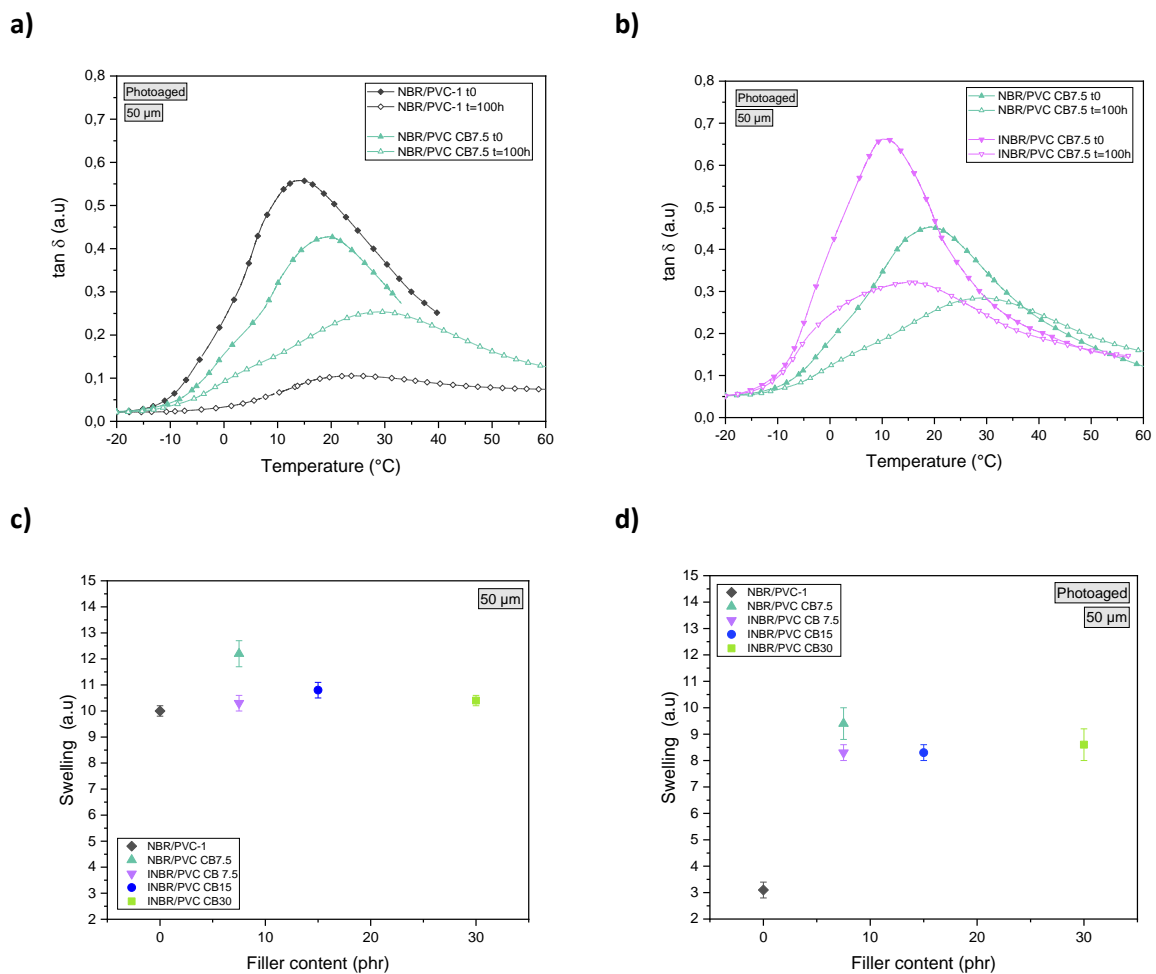 a)
0,8
0,7
0,6
0,5
0,4
0,3
0,2
0,1
0,0
tan δ (a.u)
Photoaged
50 µm
NBR/PVC-1 t0
NBR/PVC-1 t=100h
NBR/PVC CB7.5 t0
NBR/PVC CB7.5 t=100h
-20 -10 0 10 20 30 40 50 60
Temperature (°C)
b)
0,8
0,7
0,6
0,5
0,4
0,3
0,2
0,1
0,0
tan δ (a.u)
Photoaged
50 µm
NBR/PVC CB7.5 t0
NBR/PVC CB7.5 t=100h
INBR/PVC CB7.5 t0
INBR/PVC CB7.5 t=100h
-20 -10 0 10 20 30 40 50 60
Temperature (°C)
c)
15
14
13
12
11
10
9
8
7
6
5
4
3
2
Swelling (a.u)
50 µm
NBR/PVC-1
NBR/PVC CB7.5
INBR/PVC CB 7.5
INBR/PVC CB15
INBR/PVC CB30
0 10 20 30
Filler content (phr)
d)
15
14
13
12
11
10
9
8
7
6
5
4
3
2
Swelling (a.u)
NBR/PVC-1
NBR/PVC CB7.5
INBR/PVC CB 7.5
INBR/PVC CB15
INBR/PVC CB30
Photoaged
50 µm
0 10 20 30
Filler content (phr)